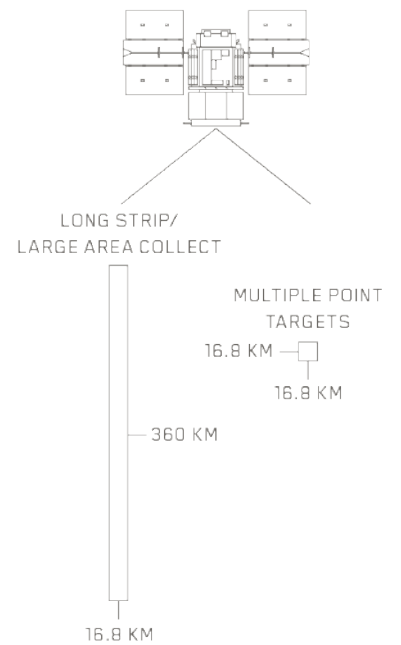 LONG STRIP/
LARGE AREA COLLECT
360 KM
16.8 KM
MULTIPLE POINT
TARGETS
16.8 KM
16.8 KM